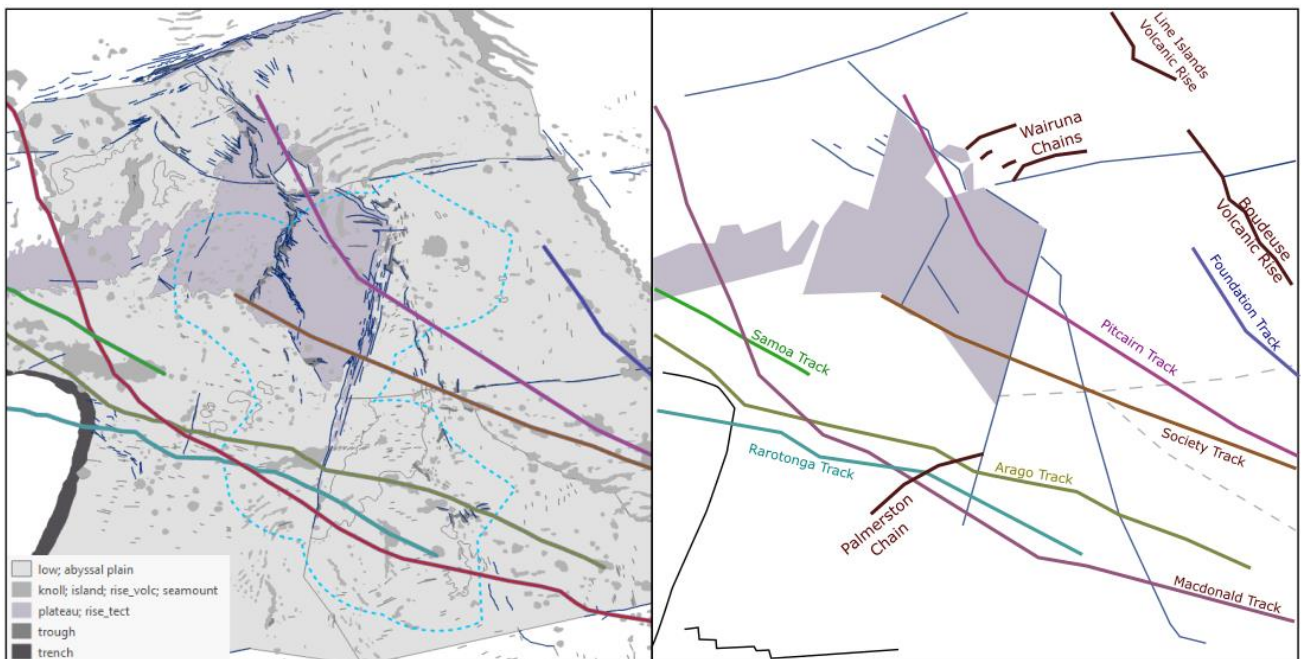 low; abyssal plain
knoll; island; rise_volc; seamount
plateau; rise_tect
trough
trench
Line Islands
Volcanic Rise
Wairuna
Chains
Boudeuse
Volcanic Rise
Foundation Track
Pitcairn Track
Samoa Track
Society Track
Rarotonga Track
Arago Track
Palmerston
Chain
Macdonald Track